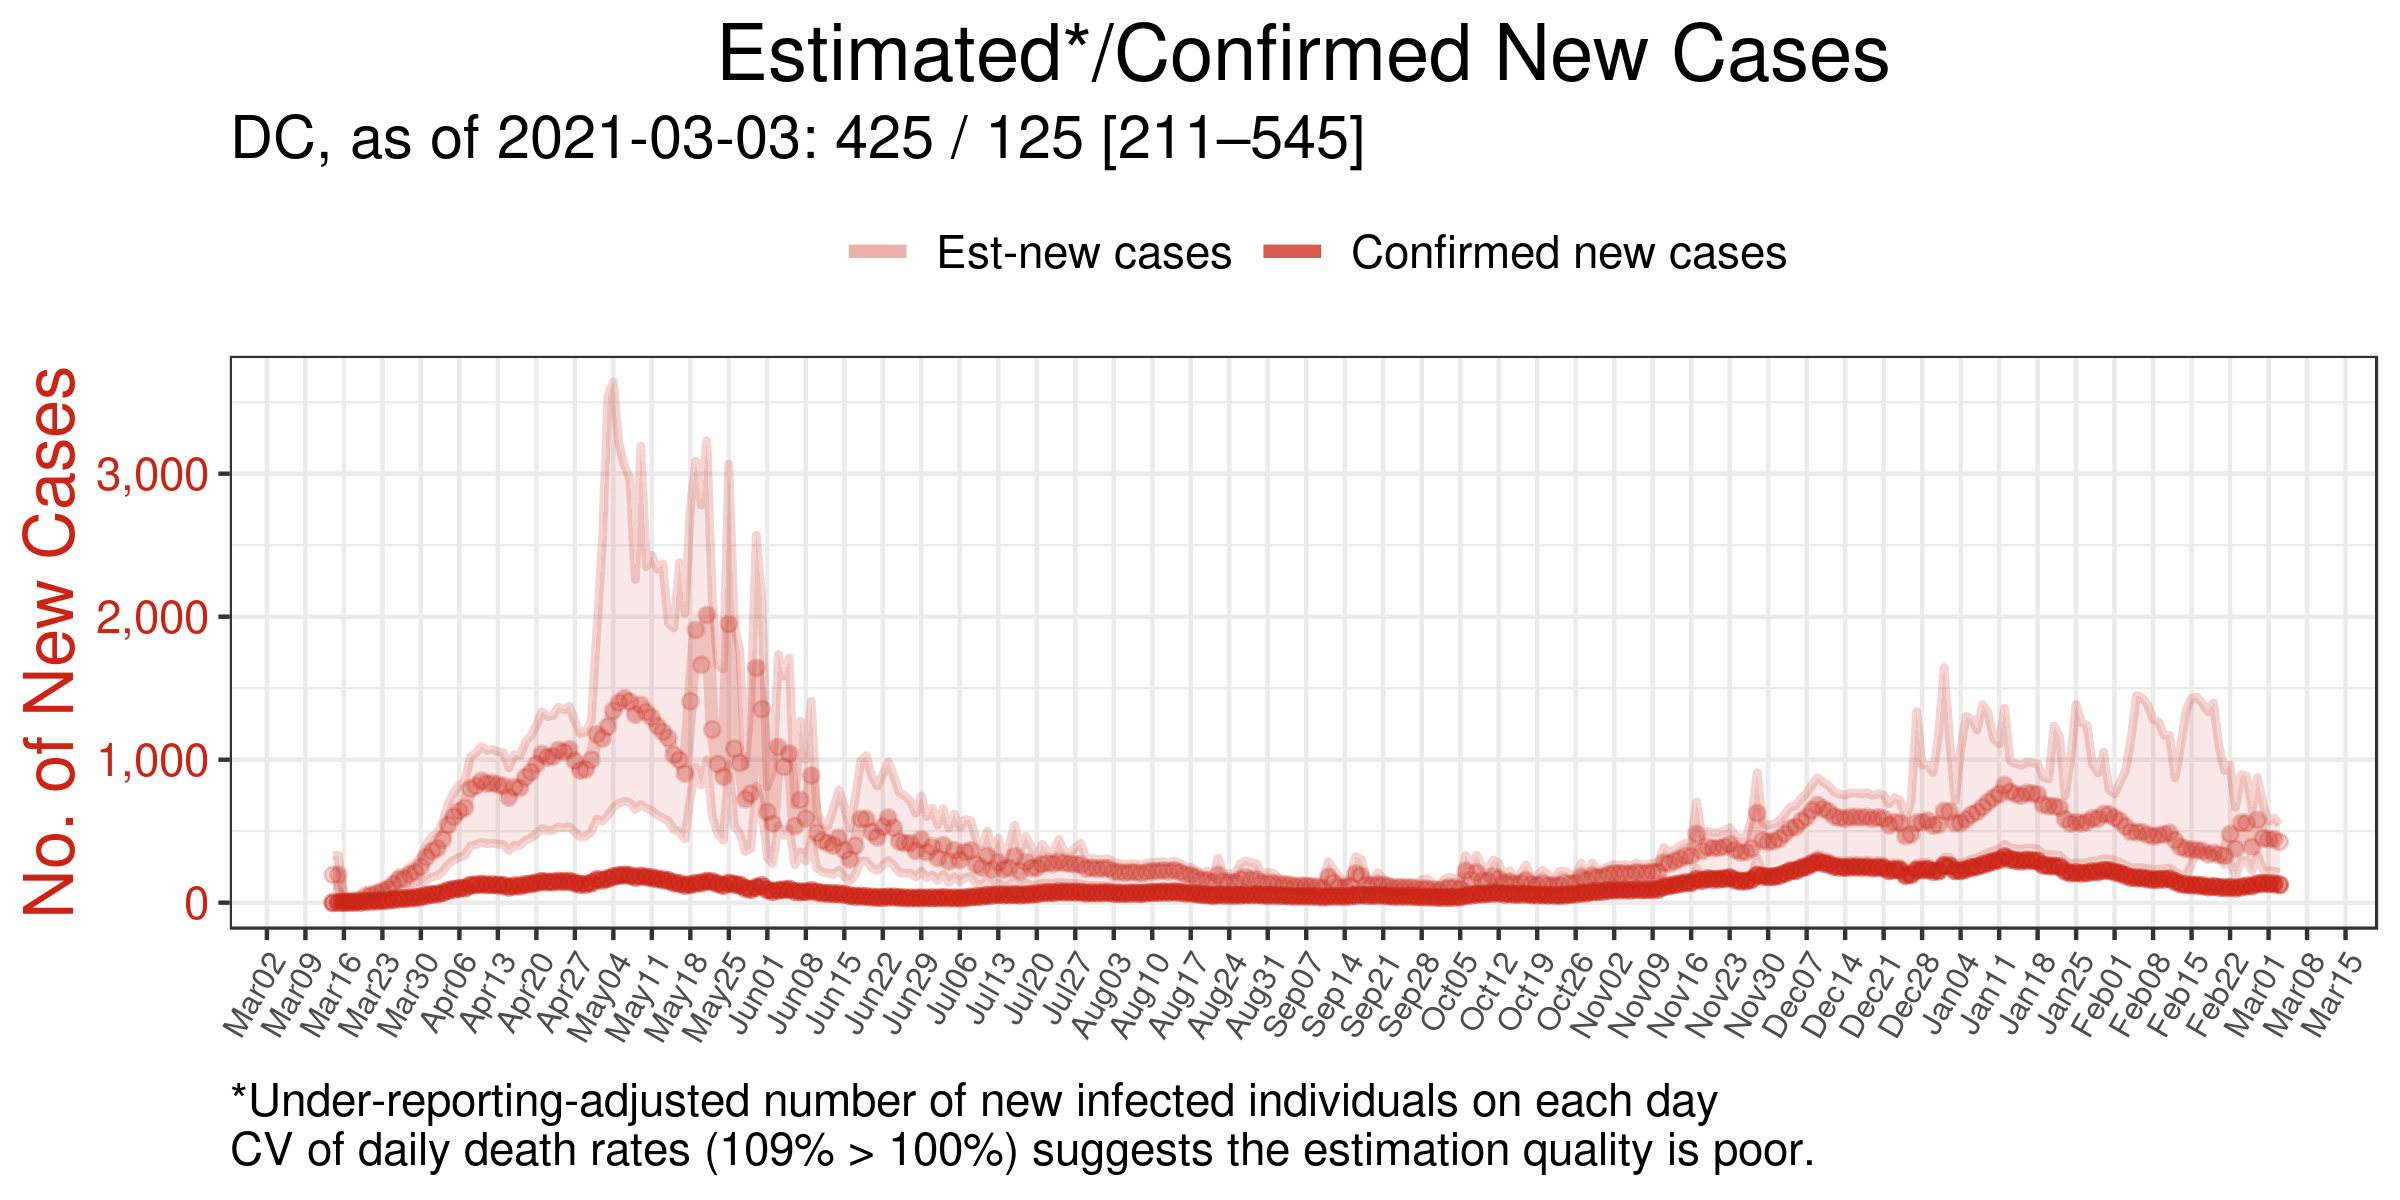 Estimated*/Confirmed New Cases
DC, as of 2021-03-03: 425 / 125 [211–545]
Est-new cases
Confirmed new cases
No. of New Cases
3,000
2,000
1,000
0
Mar02
Mar09
Mar16
Mar23
Mar30
Apr06
Apr13
Apr20
Apr27
May04
May11
May18
May25
Jun01
Jun08
Jun15
Jun22
Jun29
Jul06
Jul13
Jul20
Jul27
Aug03
Aug10
Aug17
Aug24
Aug31
Sep07
Sep14
Sep21
Sep28
Oct05
Oct12
Oct19
Oct26
Nov02
Nov09
Nov16
Nov23
Nov30
Dec07
Dec14
Dec21
Dec28
Jan04
Jan11
Jan18
Jan25
Feb01
Feb08
Feb15
Feb22
Mar01
Mar08
Mar15
*Under-reporting-adjusted number of new infected individuals on each day
CV of daily death rates (109% > 100%) suggests the estimation quality is poor.